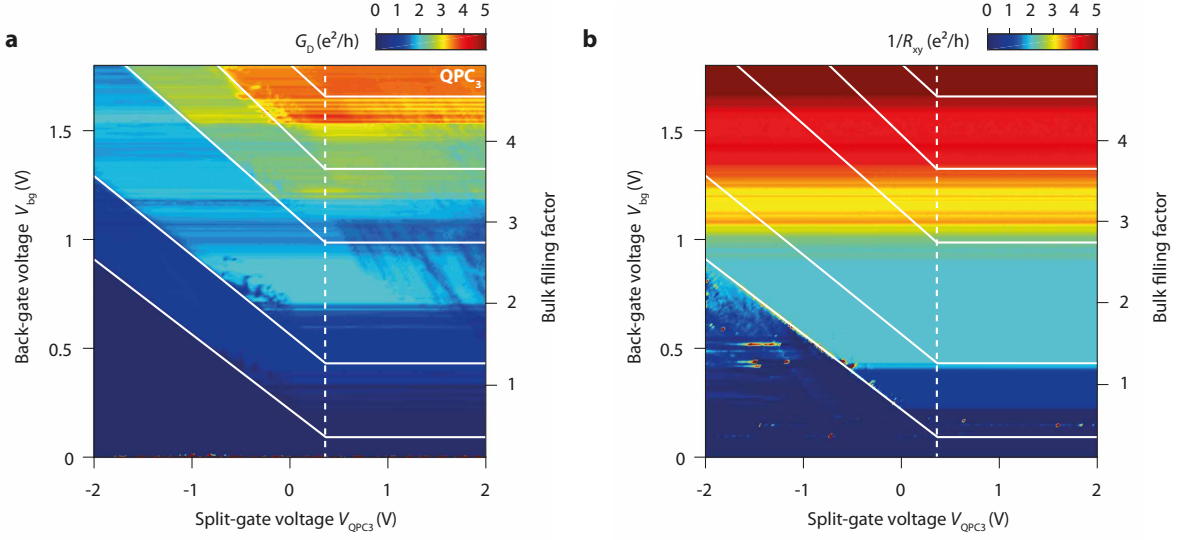 a
G_D (e²/h)
0 1 2 3 4 5
QPC₃
Back-gate voltage V_bg (V)
1.5
1
0.5
0
4
3
2
1
Bulk filling factor
-2 -1 0 1 2
Split-gate voltage V_QPC3 (V)
b
1/R_xy (e²/h)
0 1 2 3 4 5
Back-gate voltage V_bg (V)
1.5
1
0.5
0
4
3
2
1
Bulk filling factor
-2 -1 0 1 2
Split-gate voltage V_QPC3 (V)